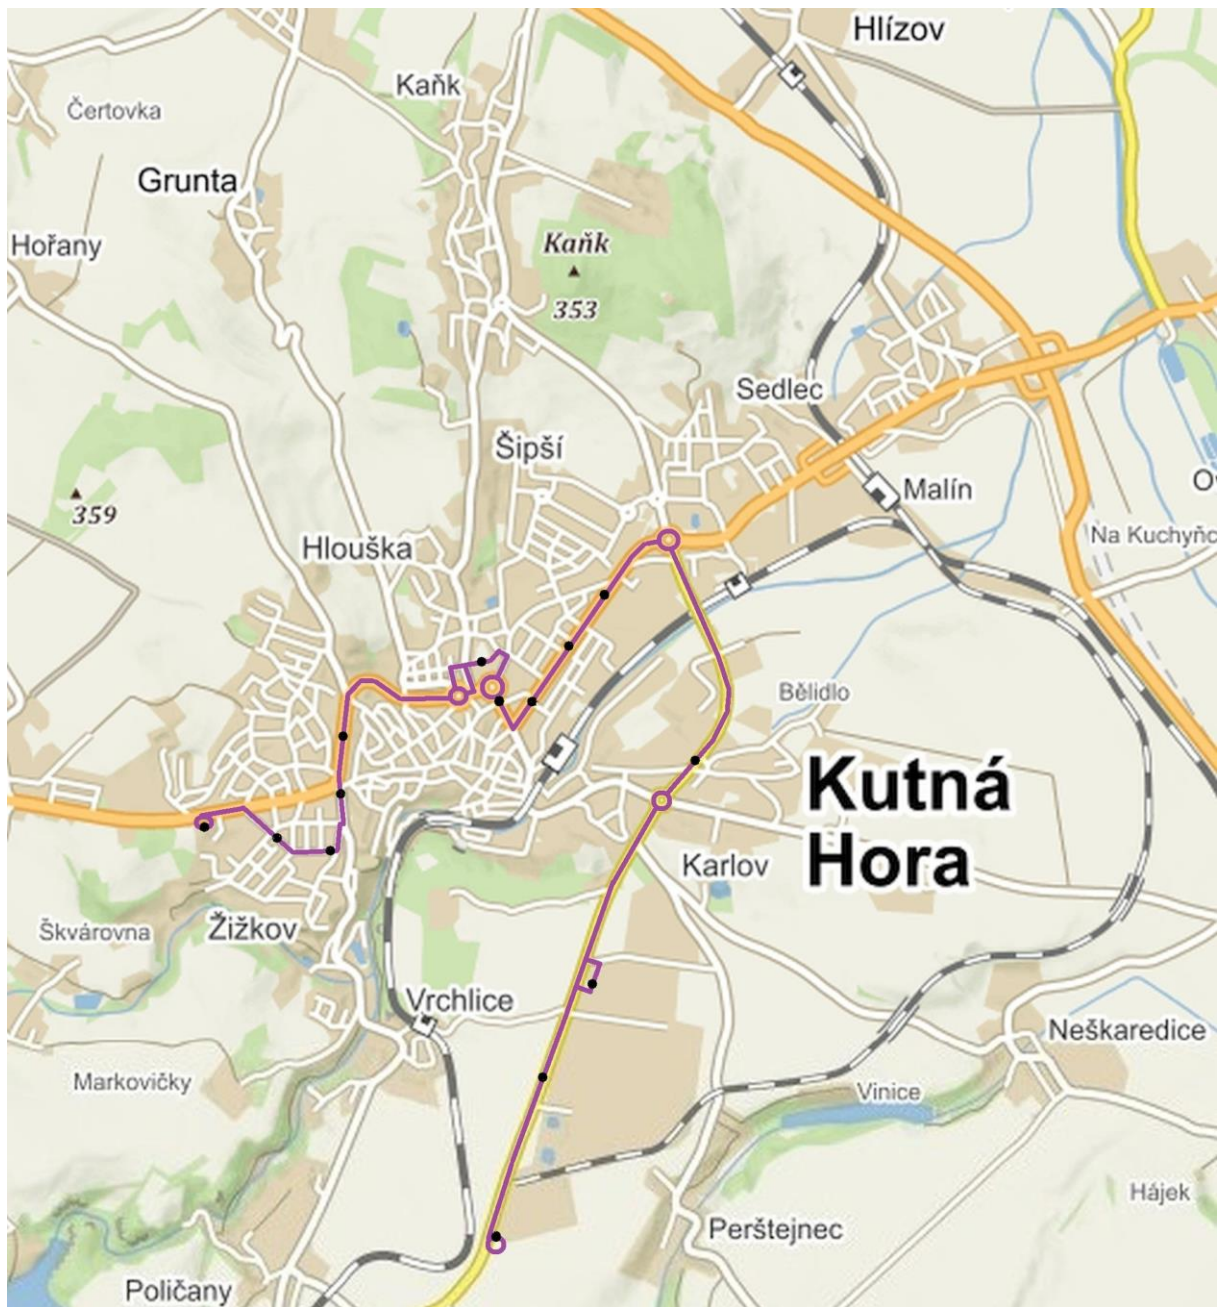 Hlízov
Kaňk
Čertovka
Grunta
Hořany
Kaňk
353
Sedlec
Šipší
Malín
359
Hlouška
Na Kuchyňc
Bělidlo
Kutná
Hora
Karlov
Žižkov
Škvárovna
Vrchlice
Neškaredice
Markovičky
Vinice
Hájek
Perštejnec
Poličany